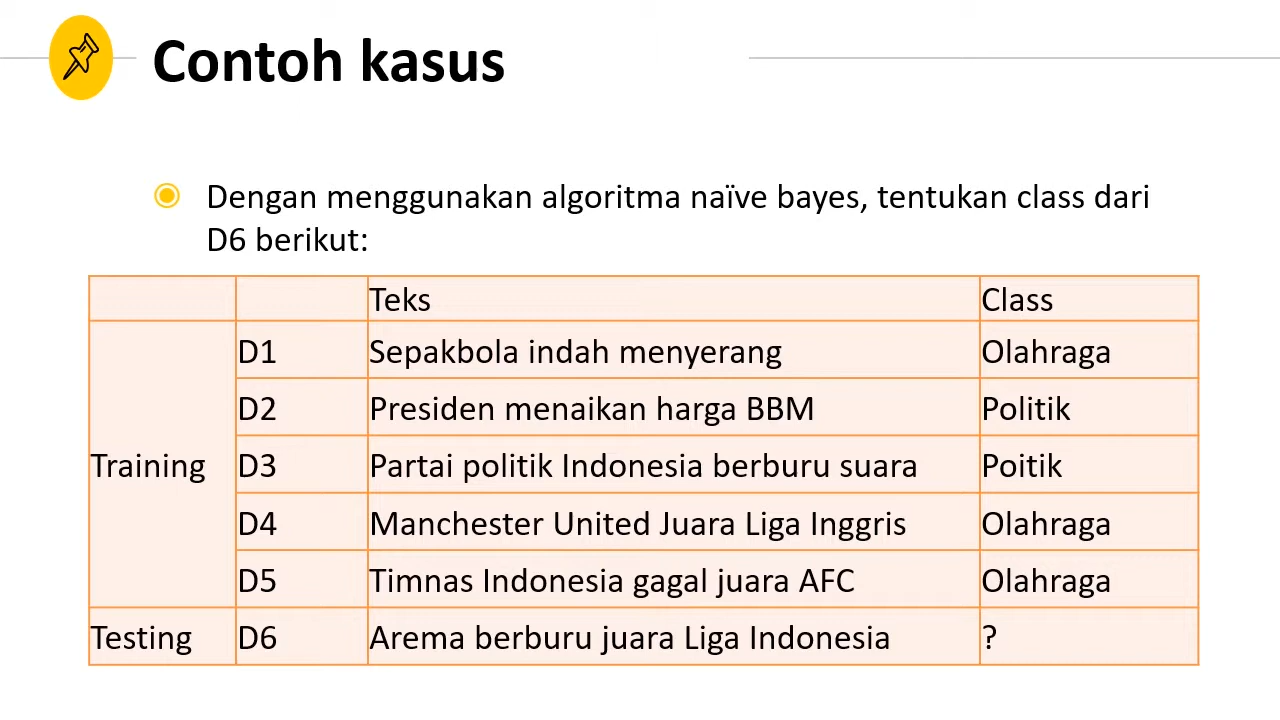 Contoh kasus
Dengan menggunakan algoritma naïve bayes, tentukan class dari
D6 berikut:
Teks Class
D1 Sepakbola indah menyerang Olahraga
D2 Presiden menaikan harga BBM Politik
Training D3 Partai politik Indonesia berburu suara Poitik
D4 Manchester United Juara Liga Inggris Olahraga
D5 Timnas Indonesia gagal juara AFC Olahraga
Testing D6 Arema berburu juara Liga Indonesia ?